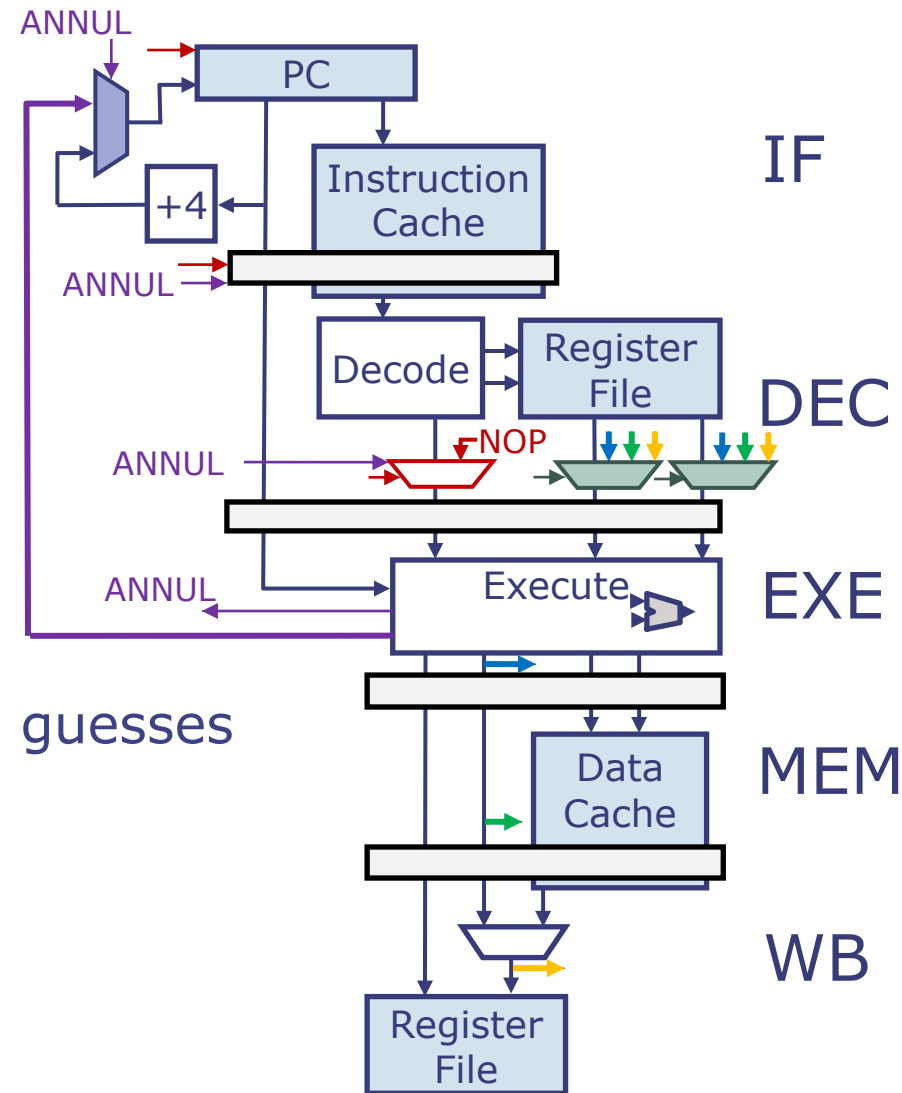 ANNUL
PC
IF
Instruction
Cache
+4
ANNUL
Decode
Register
File
DEC
NOP
ANNUL
ANNUL
Execute
EXE
guesses
Data
Cache
MEM
WB
Register
File